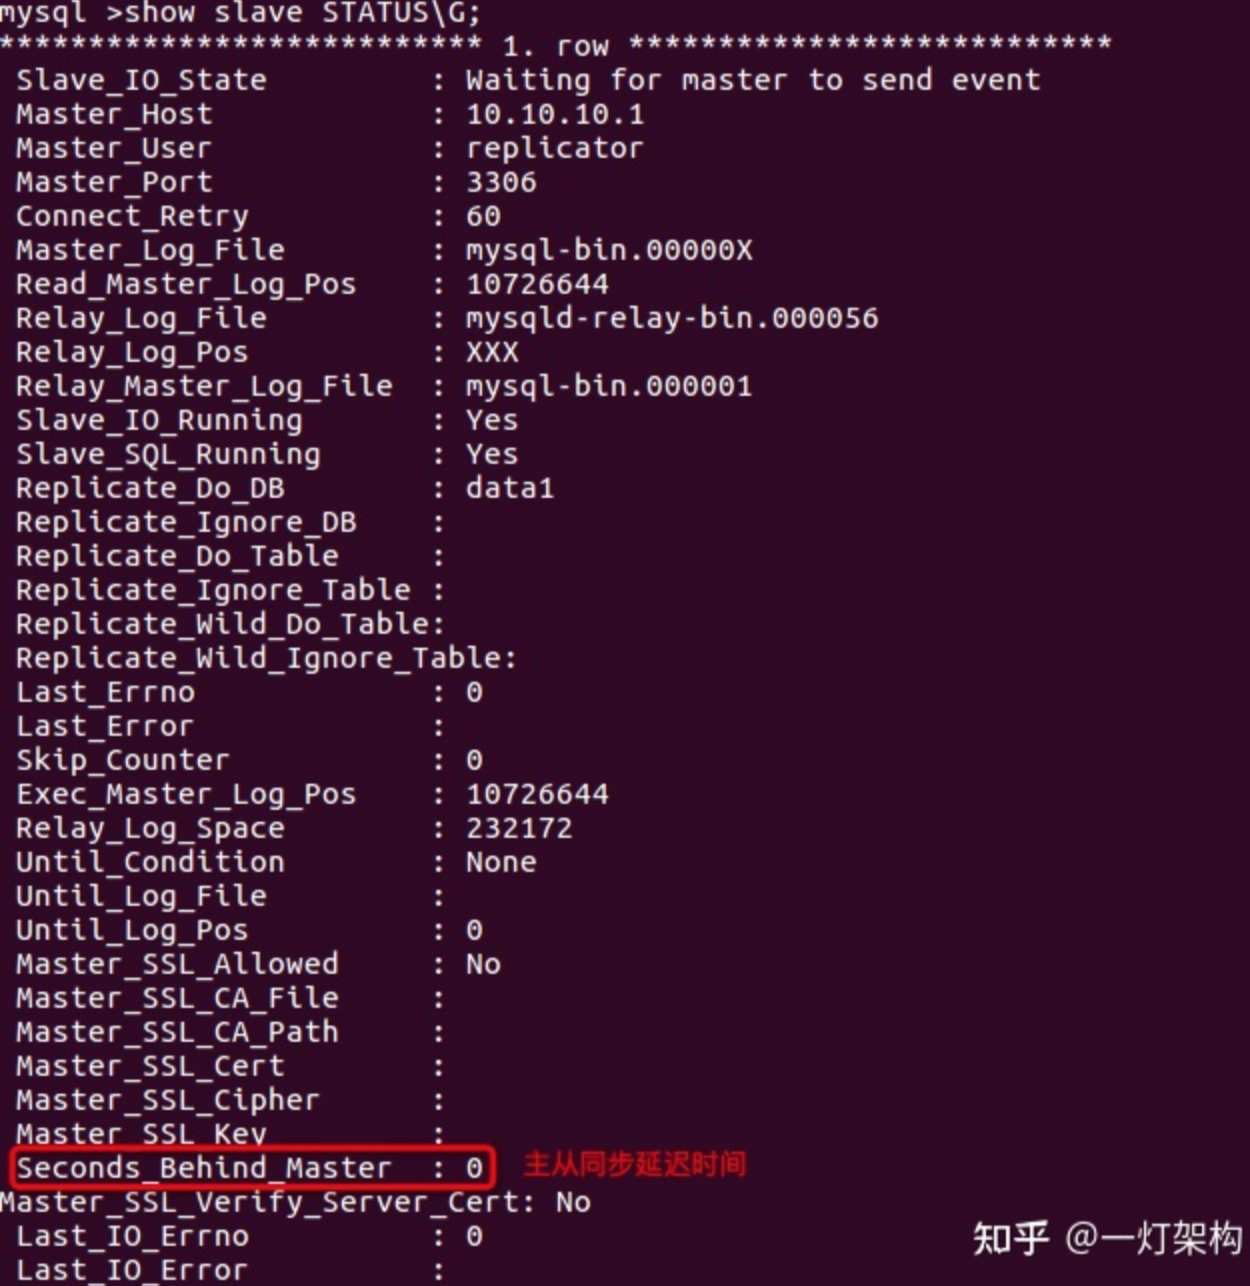 mysql >show slave STATUS\G;
*************************** 1. row ***************************
Slave_IO_State : Waiting for master to send event
Master_Host : 10.10.10.1
Master_User : replicator
Master_Port : 3306
Connect_Retry : 60
Master_Log_File : mysql-bin.00000X
Read_Master_Log_Pos : 10726644
Relay_Log_File : mysqld-relay-bin.000056
Relay_Log_Pos : XXX
Relay_Master_Log_File : mysql-bin.000001
Slave_IO_Running : Yes
Slave_SQL_Running : Yes
Replicate_Do_DB : data1
Replicate_Ignore_DB :
Replicate_Do_Table :
Replicate_Ignore_Table :
Replicate_Wild_Do_Table:
Replicate_Wild_Ignore_Table:
Last_Errno : 0
Last_Error :
Skip_Counter : 0
Exec_Master_Log_Pos : 10726644
Relay_Log_Space : 232172
Until_Condition : None
Until_Log_File :
Until_Log_Pos : 0
Master_SSL_Allowed : No
Master_SSL_CA_File :
Master_SSL_CA_Path :
Master_SSL_Cert :
Master_SSL_Cipher :
Master_SSL_Key :
Seconds_Behind_Master : 0 主从同步延迟时间
Master_SSL_Verify_Server_Cert: No
Last_IO_Errno : 0
Last_IO_Error :
知乎 @一灯架构